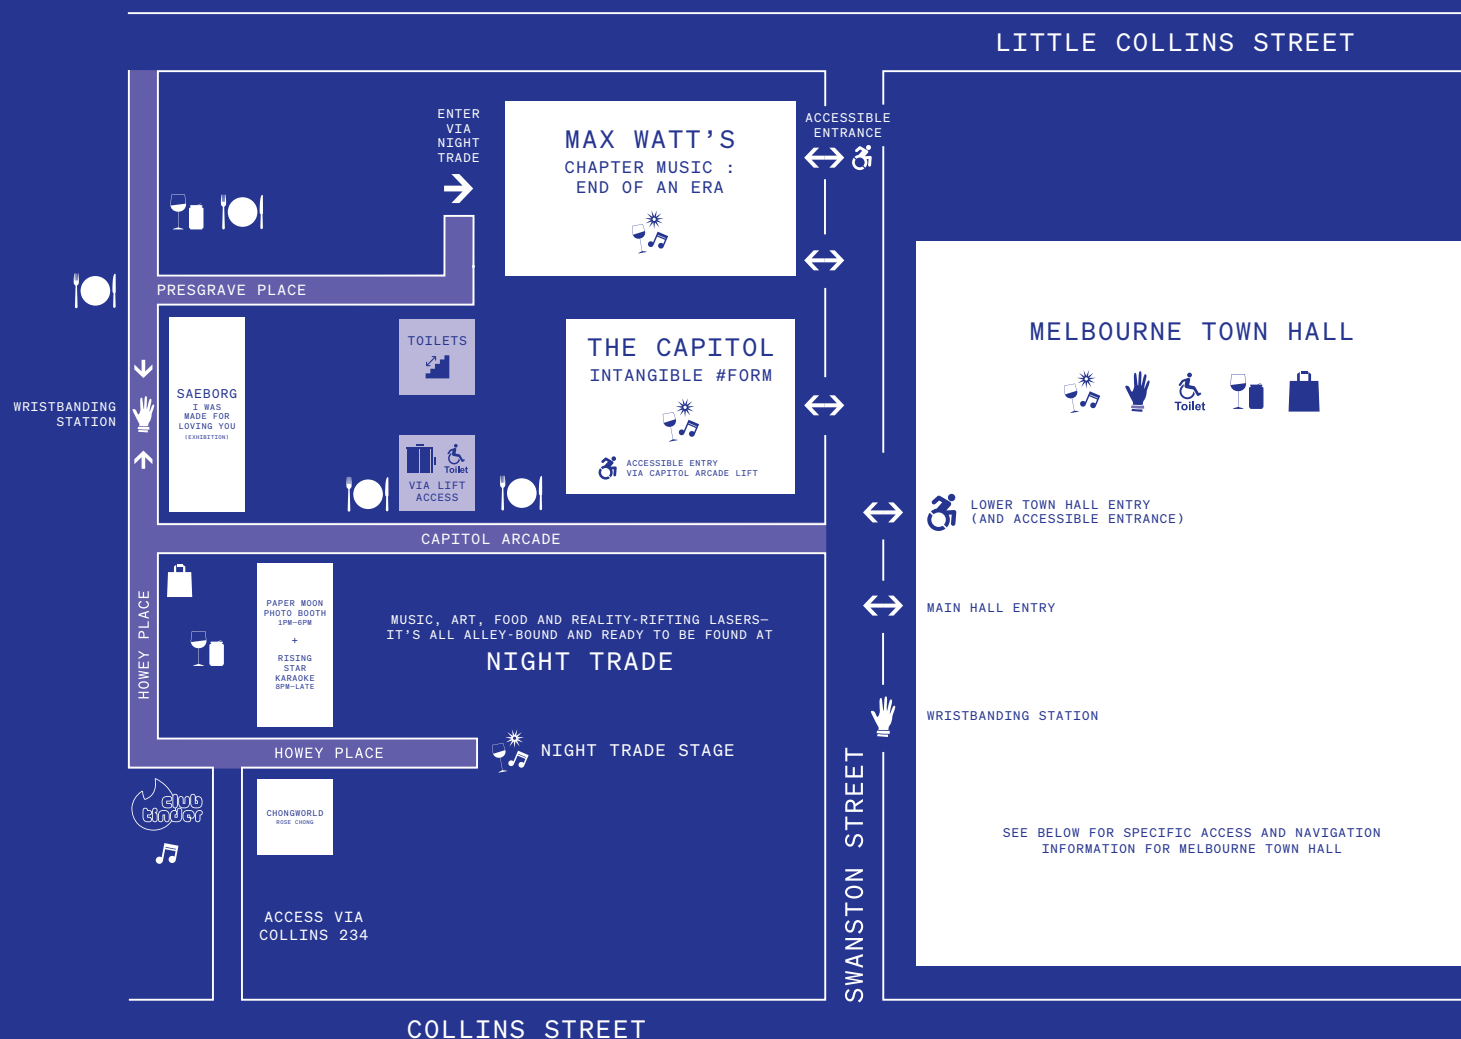 LITTLE COLLINS STREET
ENTER
VIA
NIGHT
TRADE
MAX WATT’S
CHAPTER MUSIC :
END OF AN ERA
ACCESSIBLE
ENTRANCE
PRESGRAVE PLACE
WRISTBANDING
STATION
SAEBORG
I WAS
MADE FOR
LOVING YOU
(EXHIBITION)
TOILETS
Toilet
VIA LIFT
ACCESS
THE CAPITOL
INTANGIBLE #FORM
ACCESSIBLE ENTRY
VIA CAPITOL ARCADE LIFT
MELBOURNE TOWN HALL
Toilet
LOWER TOWN HALL ENTRY
(AND ACCESSIBLE ENTRANCE)
MAIN HALL ENTRY
WRISTBANDING STATION
SEE BELOW FOR SPECIFIC ACCESS AND NAVIGATION
INFORMATION FOR MELBOURNE TOWN HALL
CAPITOL ARCADE
HOWEY PLACE
PAPER MOON
PHOTO BOOTH
1PM–6PM
+
RISING
STAR
KARAOKE
8PM–LATE
MUSIC, ART, FOOD AND REALITY-RIFTING LASERS—
IT’S ALL ALLEY-BOUND AND READY TO BE FOUND AT
NIGHT TRADE
HOWEY PLACE
NIGHT TRADE STAGE
club
tinder
CHONGWORLD
ROSE CHONG
ACCESS VIA
COLLINS 234
SWANSTON STREET
COLLINS STREET